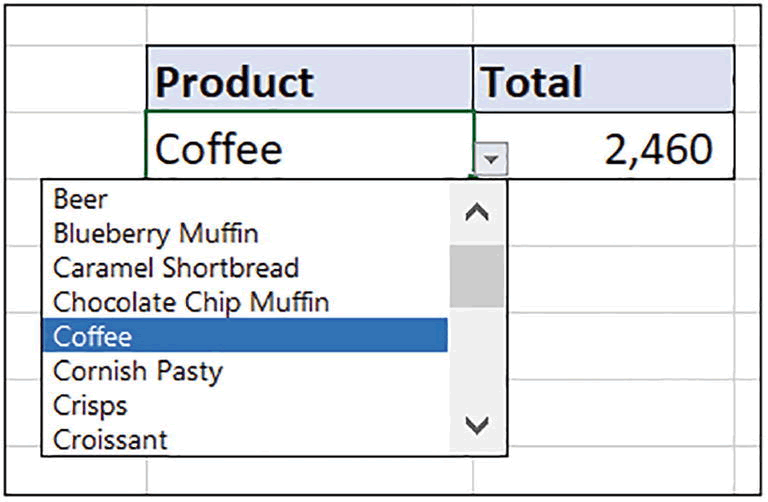 Product Total
Coffee 2,460
Beer
Blueberry Muffin
Caramel Shortbread
Chocolate Chip Muffin
Coffee
Cornish Pasty
Crisps
Croissant